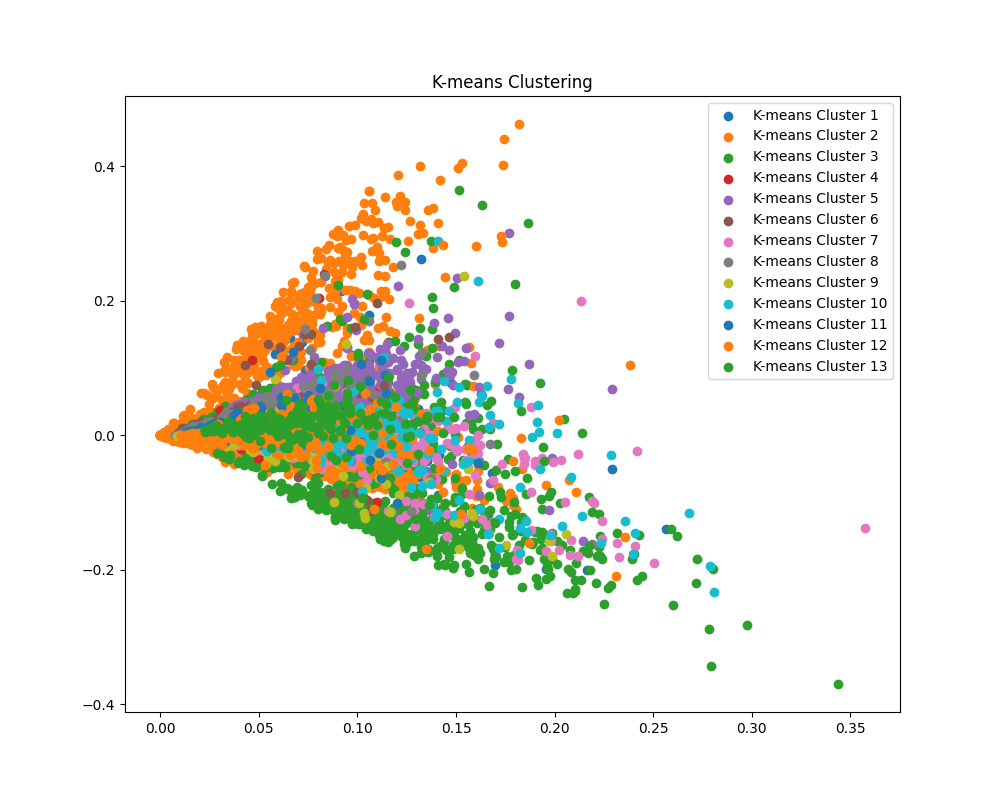 K-means Clustering
K-means Cluster 1
K-means Cluster 2
K-means Cluster 3
K-means Cluster 4
K-means Cluster 5
K-means Cluster 6
K-means Cluster 7
K-means Cluster 8
K-means Cluster 9
K-means Cluster 10
K-means Cluster 11
K-means Cluster 12
K-means Cluster 13
0.4
0.2
0.0
−0.2
−0.4
0.00 0.05 0.10 0.15 0.20 0.25 0.30 0.35